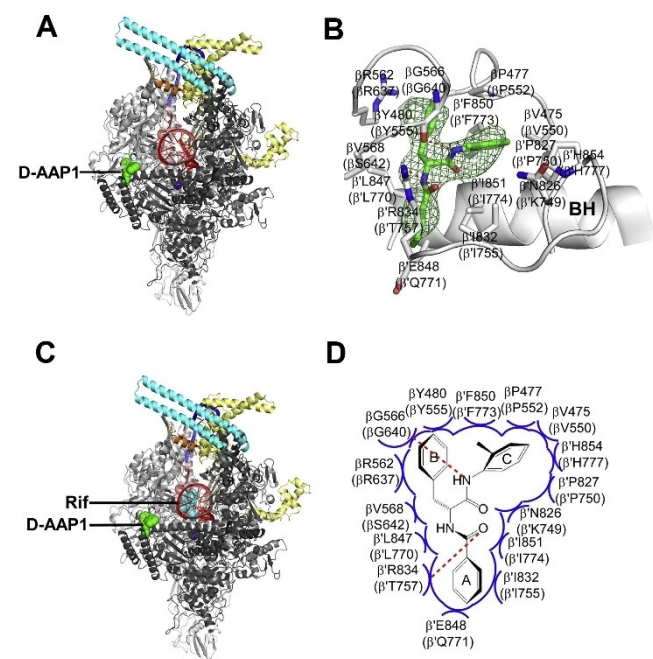 A
D-AAP1
B
βR562
(βR637)
βG566
(βG640)
βP477
(βP552)
βY480
(βY555)
β'F850
(β'F773)
βV475
(βV550)
βV568
(βS642)
β'P827
(β'P750)
β'H854
(β'H777)
β'L847
(β'L770)
β'I851
(β'I774)
β'N826
(β'K749)
β'R834
(β'T757)
BH
β'I832
(β'I755)
β'E848
(β'Q771)
C
Rif
D-AAP1
D
βY480
(βY555)
β'F850
(β'F773)
βP477
(βP552)
βG566
(βG640)
βV475
(βV550)
β'H854
(β'H777)
B
C
HN
βR562
(βR637)
β'P827
(β'P750)
O
βV568
(βS642)
HN
O
β'N826
(β'K749)
β'L847
(β'L770)
β'I851
(β'I774)
β'R834
(β'T757)
A
β'I832
(β'I755)
β'E848
(β'Q771)